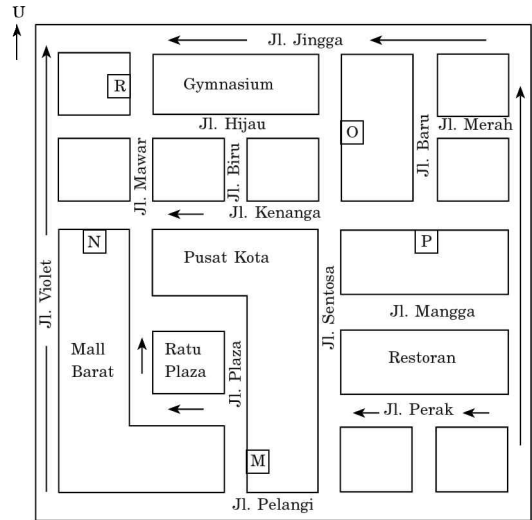 U
Jl. Jingga
R
Gymnasium
O
Jl. Hijau
Jl. Merah
Jl. Mawar
Jl. Biru
Jl. Baru
Jl. Kenanga
N
P
Pusat Kota
Jl. Violet
Jl. Sentosa
Jl. Mangga
Mall
Barat
Ratu
Plaza
Jl. Plaza
Restoran
Jl. Perak
M
Jl. Pelangi